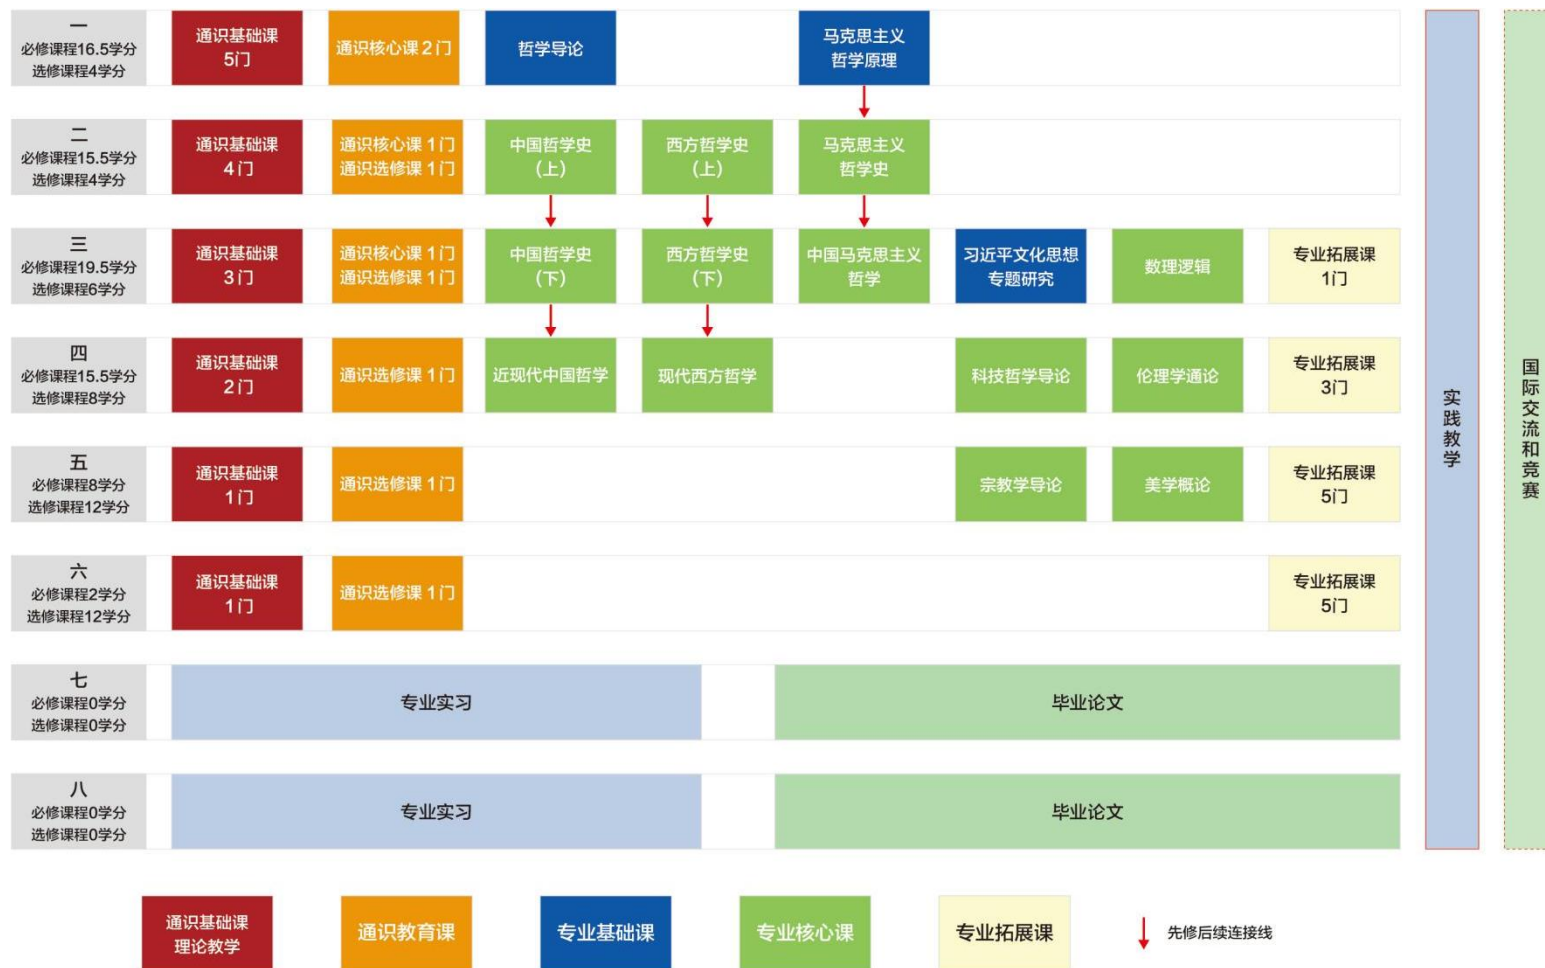 一
必修课程16.5学分
选修课程4学分
通识基础课
5门
通识核心课 2 门
哲学导论
马克思主义
哲学原理
二
必修课程15.5学分
选修课程4学分
通识基础课
4 门
通识核心课 1 门
通识选修课 1 门
中国哲学史
(上)
西方哲学史
(上)
马克思主义
哲学史
三
必修课程19.5学分
选修课程6学分
通识基础课
3 门
通识核心课 1 门
通识选修课 1 门
中国哲学史
(下)
西方哲学史
(下)
中国马克思主义
哲学
习近平文化思想
专题研究
数理逻辑
专业拓展课
1门
四
必修课程15.5学分
选修课程8学分
通识基础课
2 门
通识选修课 1 门
近现代中国哲学
现代西方哲学
科技哲学导论
伦理学通论
专业拓展课
3门
五
必修课程8学分
选修课程12学分
通识基础课
1 门
通识选修课 1 门
宗教学导论
美学概论
专业拓展课
5门
六
必修课程2学分
选修课程12学分
通识基础课
1 门
通识选修课 1 门
专业拓展课
5门
七
必修课程0学分
选修课程0学分
专业实习
毕业论文
八
必修课程0学分
选修课程0学分
专业实习
毕业论文
实践教学
国际交流和竞赛
通识基础课
理论教学
通识教育课
专业基础课
专业核心课
专业拓展课
先修后续连接线